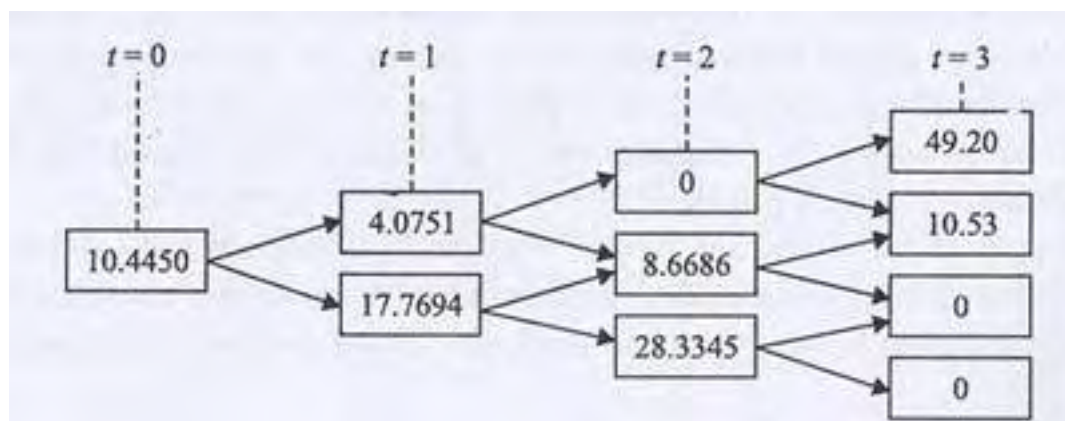 t = 0
t = 1
t = 2
t = 3
49.20
0
4.0751
10.53
10.4450
8.6686
17.7694
0
28.3345
0